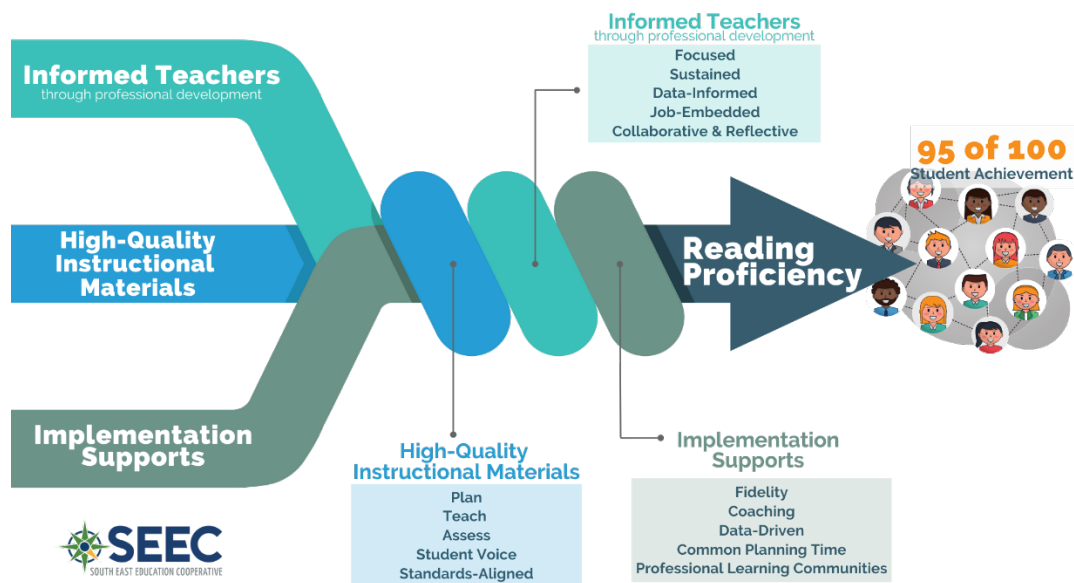 Informed Teachers
through professional development
High-Quality
Instructional
Materials
Implementation
Supports
Informed Teachers
through professional development
Focused
Sustained
Data-Informed
Job-Embedded
Collaborative & Reflective
Reading
Proficiency
95 of 100
Student Achievement
High-Quality
Instructional Materials
Plan
Teach
Assess
Student Voice
Standards-Aligned
Implementation
Supports
Fidelity
Coaching
Data-Driven
Common Planning Time
Professional Learning Communities
SEEC
SOUTH EAST EDUCATION COOPERATIVE